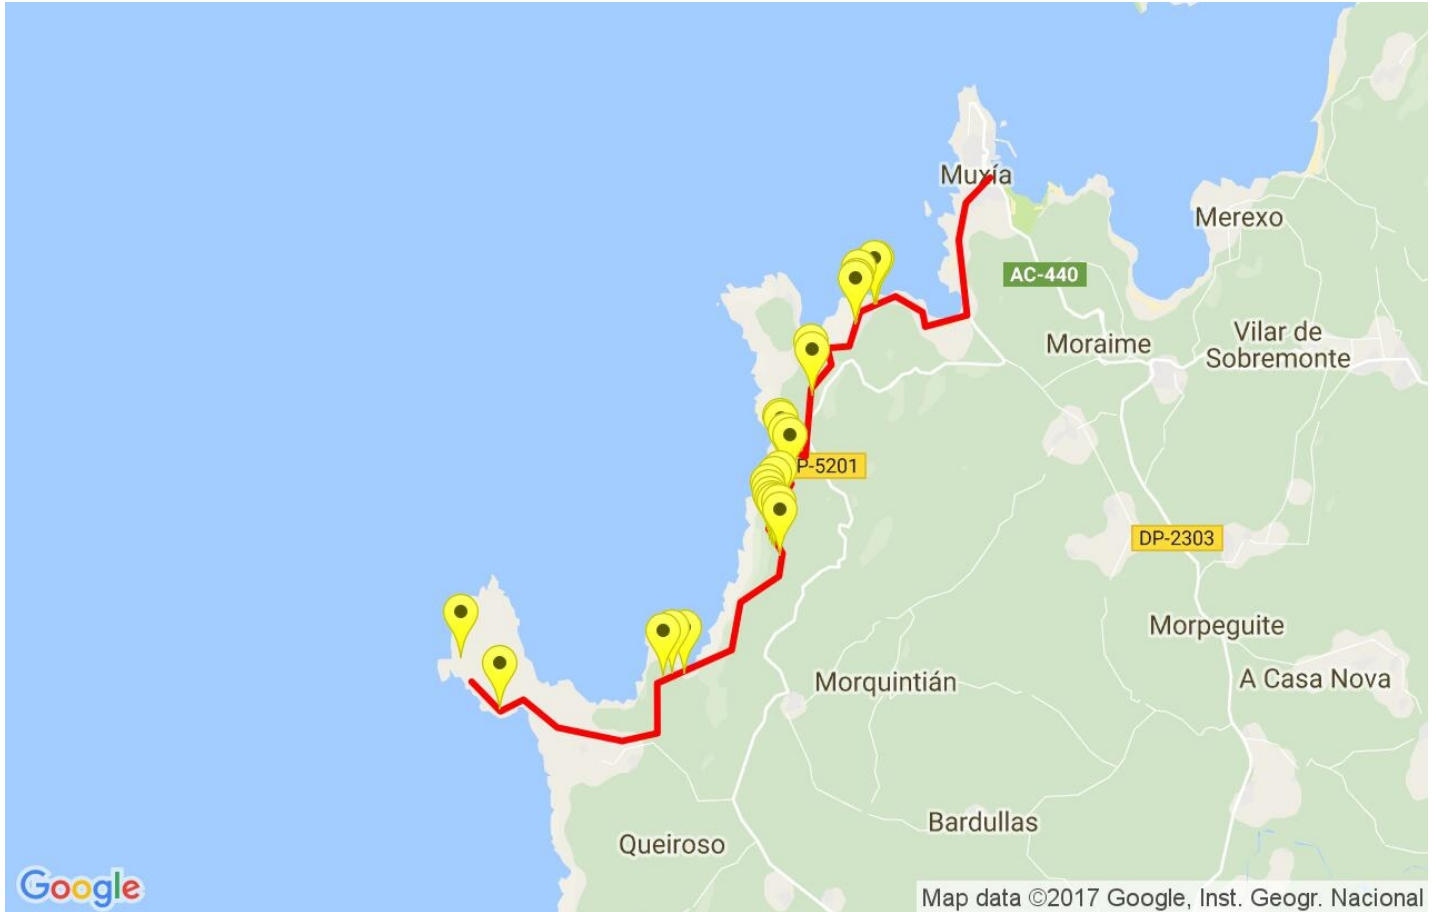 Muxía
Merexo
AC-440
Moraime
Vilar de
Sobremonte
P-5201
DP-2303
Morpeguite
Morquintián
A Casa Nova
Bardullas
Queiroso
Google
Map data ©2017 Google, Inst. Geogr. Nacional